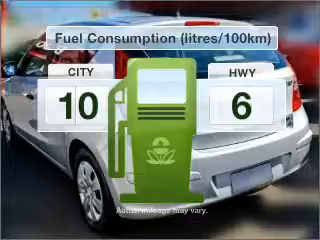 Fuel Consumption (litres/100km)
CITY
HWY
10
6
Actual mileage may vary.